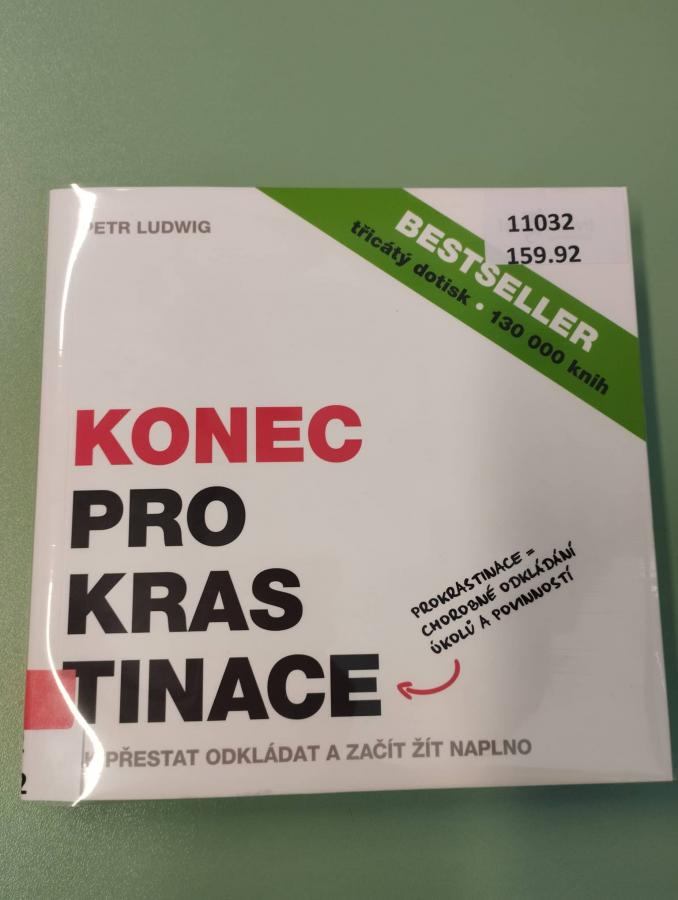 PETR LUDWIG
BESTSELLER
třicátý dotisk • 130 000 knih
11032
159.92
KONEC
PRO
KRAS
TINACE
PROKRASTINACE =
CHOROBNÉ ODKLÁDÁNÍ
ÚKOLŮ A POVINNOSTÍ
PŘESTAT ODKLÁDAT A ZAČÍT ŽÍT NAPLNO